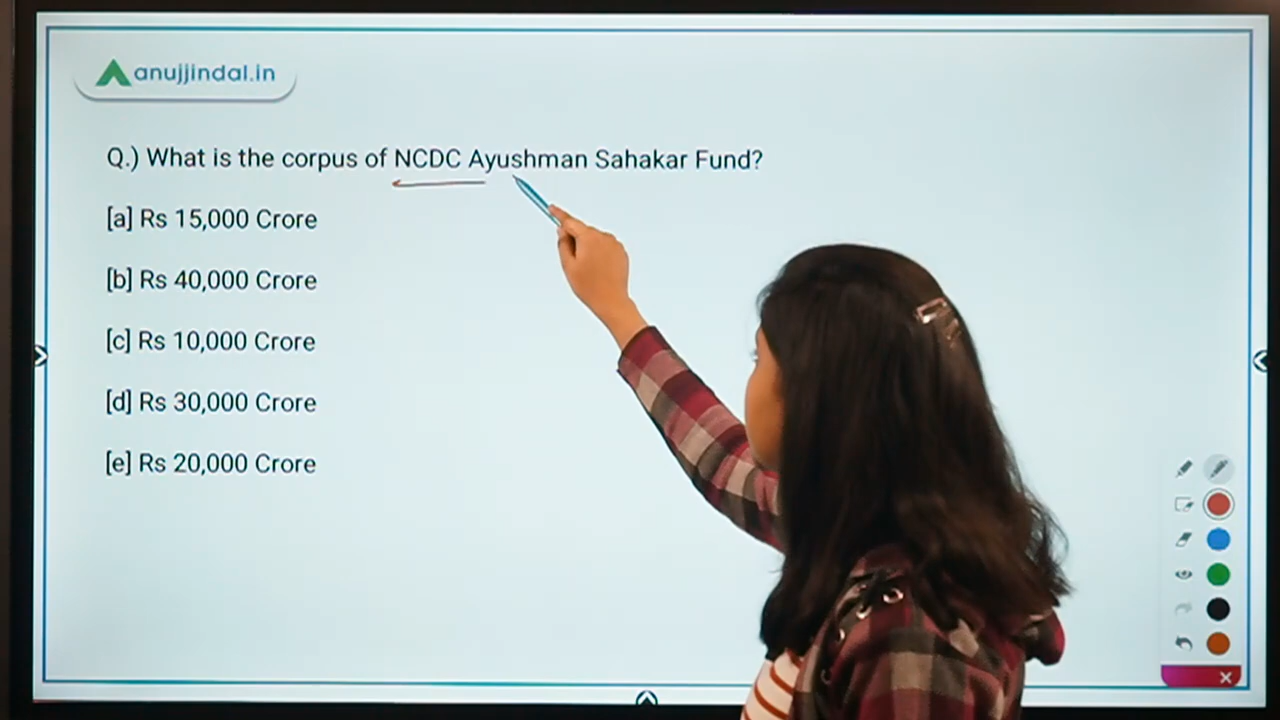 anujjindal.in
Q.) What is the corpus of NCDC Ayushman Sahakar Fund?
[a] Rs 15,000 Crore
[b] Rs 40,000 Crore
[c] Rs 10,000 Crore
[d] Rs 30,000 Crore
[e] Rs 20,000 Crore